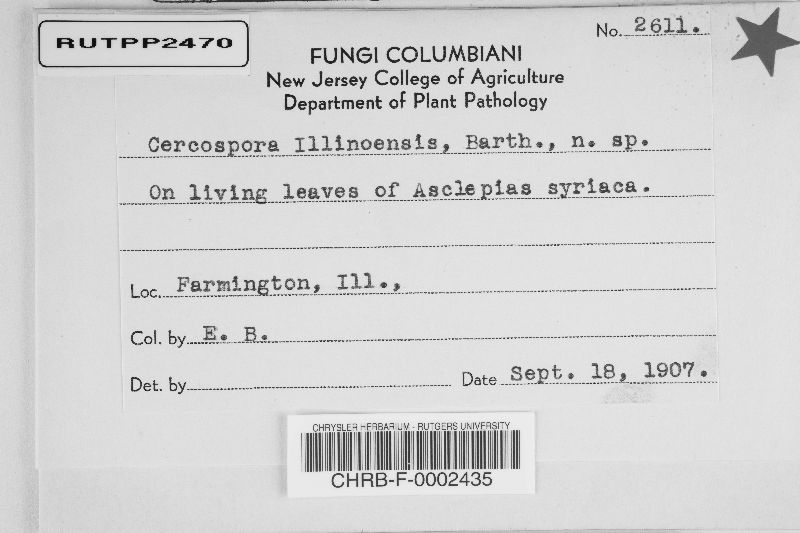 RUTPP2470
No. 2611.
FUNGI COLUMBIANI
New Jersey College of Agriculture
Department of Plant Pathology
Cercospora Illinoensis, Barth., n. sp.
On living leaves of Asclepias syriaca.
Loc. Farmington, Ill.,
Col. by E. B.
Det. by
Date Sept. 18, 1907.
CHRYSLER HERBARIUM - RUTGERS UNIVERSITY
CHRB-F-0002435